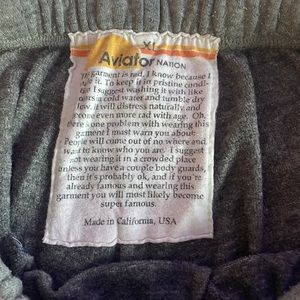 XL
Aviator NATION
garment is rad, I know because I
it. To keep it in pristine condi-
I suggest washing it with like
colors in cold water and tumble dry
low. it will distress naturally and
become even more rad with age. Oh,
there's one problem with wearing this
garment I must warn you about:
People will come out of no where and
want to know who you are. I suggest
not wearing it in a crowded place
unless you have a couple body guards,
then it's probably ok, and if you're
already famous and wearing this
garment you will most likely become
super famous.
Made in California, USA